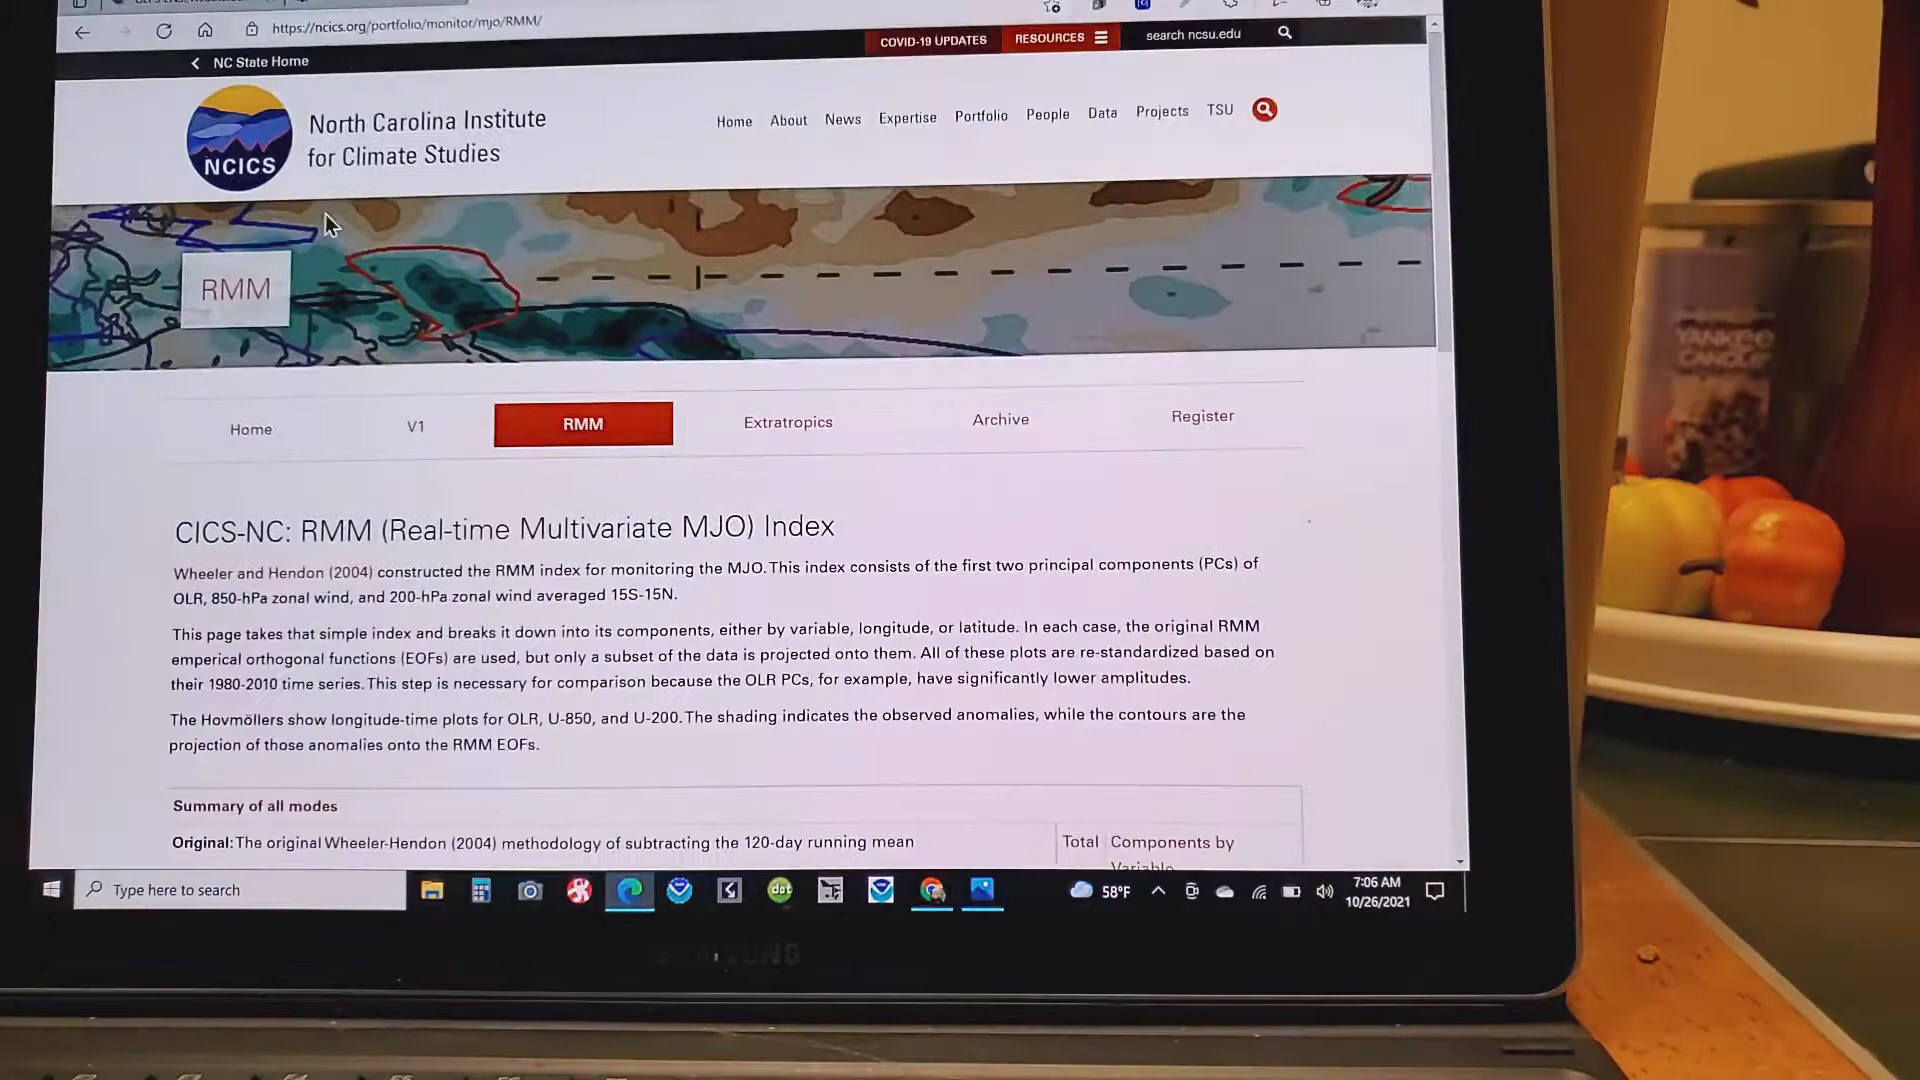 https://ncics.org/portfolio/monitor/mjo/RMM/
COVID-19 UPDATES RESOURCES search ncsu.edu
NC State Home
NCICS
North Carolina Institute
for Climate Studies
Home About News Expertise Portfolio People Data Projects TSU
RMM
Home V1 RMM Extratropics Archive Register
CICS-NC: RMM (Real-time Multivariate MJO) Index
Wheeler and Hendon (2004) constructed the RMM index for monitoring the MJO. This index consists of the first two principal components (PCs) of
OLR, 850-hPa zonal wind, and 200-hPa zonal wind averaged 15S-15N.
This page takes that simple index and breaks it down into its components, either by variable, longitude, or latitude. In each case, the original RMM
emperical orthogonal functions (EOFs) are used, but only a subset of the data is projected onto them. All of these plots are re-standardized based on
their 1980-2010 time series. This step is necessary for comparison because the OLR PCs, for example, have significantly lower amplitudes.
The Hovmöllers show longitude-time plots for OLR, U-850, and U-200. The shading indicates the observed anomalies, while the contours are the
projection of those anomalies onto the RMM EOFs.
Summary of all modes
Original: The original Wheeler-Hendon (2004) methodology of subtracting the 120-day running mean
Total Components by
Variable
Type here to search
dot
58°F
7:06 AM
10/26/2021
SAMSUNG
YANKEE
CANDLE